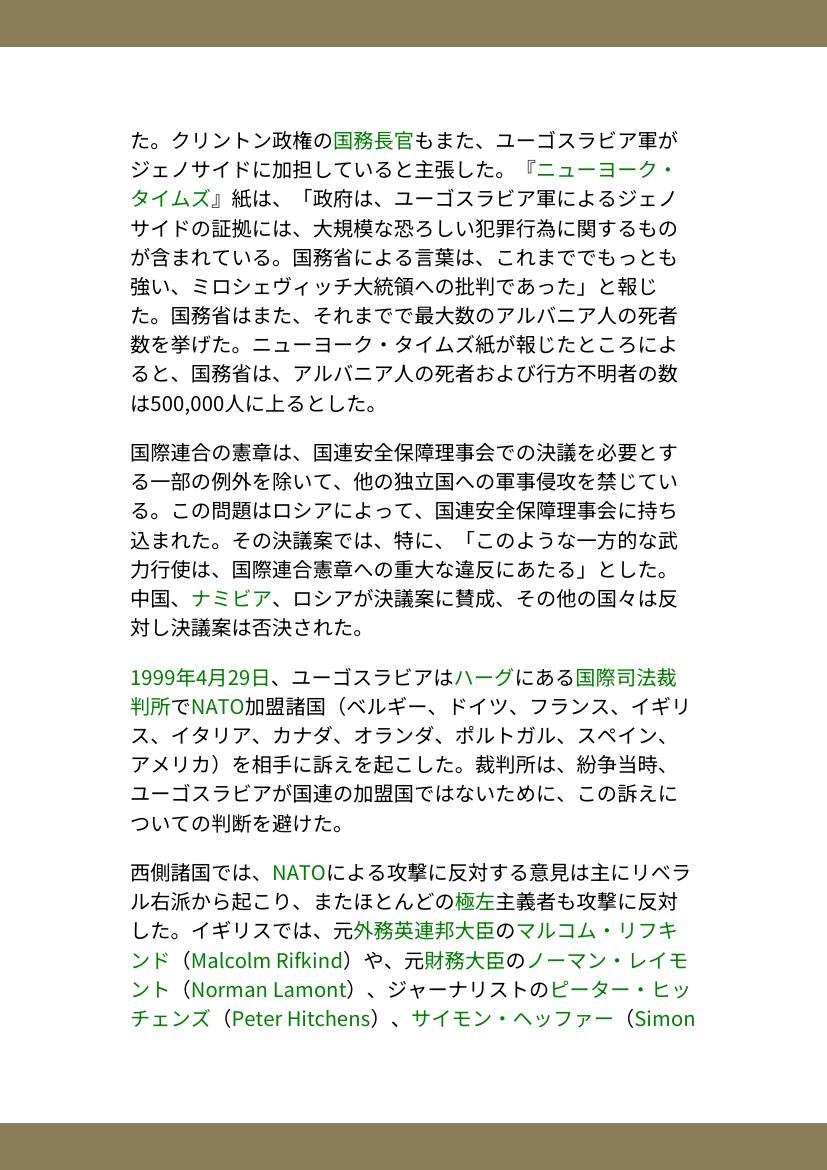 た。クリントン政権の国務長官もまた、ユーゴスラビア軍が
ジェノサイドに加担していると主張した。『ニューヨーク・
タイムズ』紙は、「政府は、ユーゴスラビア軍によるジェノ
サイドの証拠には、大規模な恐ろしい犯罪行為に関するもの
が含まれている。国務省による言葉は、これまででもっとも
強い、ミロシェヴィッチ大統領への批判であった」と報じ
た。国務省はまた、それまでで最大数のアルバニア人の死者
数を挙げた。ニューヨーク・タイムズ紙が報じたところによ
ると、国務省は、アルバニア人の死者および行方不明者の数
は500,000人に上るとした。
国際連合の憲章は、国連安全保障理事会での決議を必要とす
る一部の例外を除いて、他の独立国への軍事侵攻を禁じてい
る。この問題はロシアによって、国連安全保障理事会に持ち
込まれた。その決議案では、特に、「このような一方的な武
力行使は、国際連合憲章への重大な違反にあたる」とした。
中国、ナミビア、ロシアが決議案に賛成、その他の国々は反
対し決議案は否決された。
1999年4月29日、ユーゴスラビアはハーグにある国際司法裁
判所でNATO加盟諸国（ベルギー、ドイツ、フランス、イギリ
ス、イタリア、カナダ、オランダ、ポルトガル、スペイン、
アメリカ）を相手に訴えを起こした。裁判所は、紛争当時、
ユーゴスラビアが国連の加盟国ではないために、この訴えに
ついての判断を避けた。
西側諸国では、NATOによる攻撃に反対する意見は主にリベラ
ル右派から起こり、またほとんどの極左主義者も攻撃に反対
した。イギリスでは、元外務英連邦大臣のマルコム・リフキ
ンド（Malcolm Rifkind）や、元財務大臣のノーマン・レイモ
ント（Norman Lamont）、ジャーナリストのピーター・ヒッ
チェンズ（Peter Hitchens）、サイモン・ヘッファー（Simon